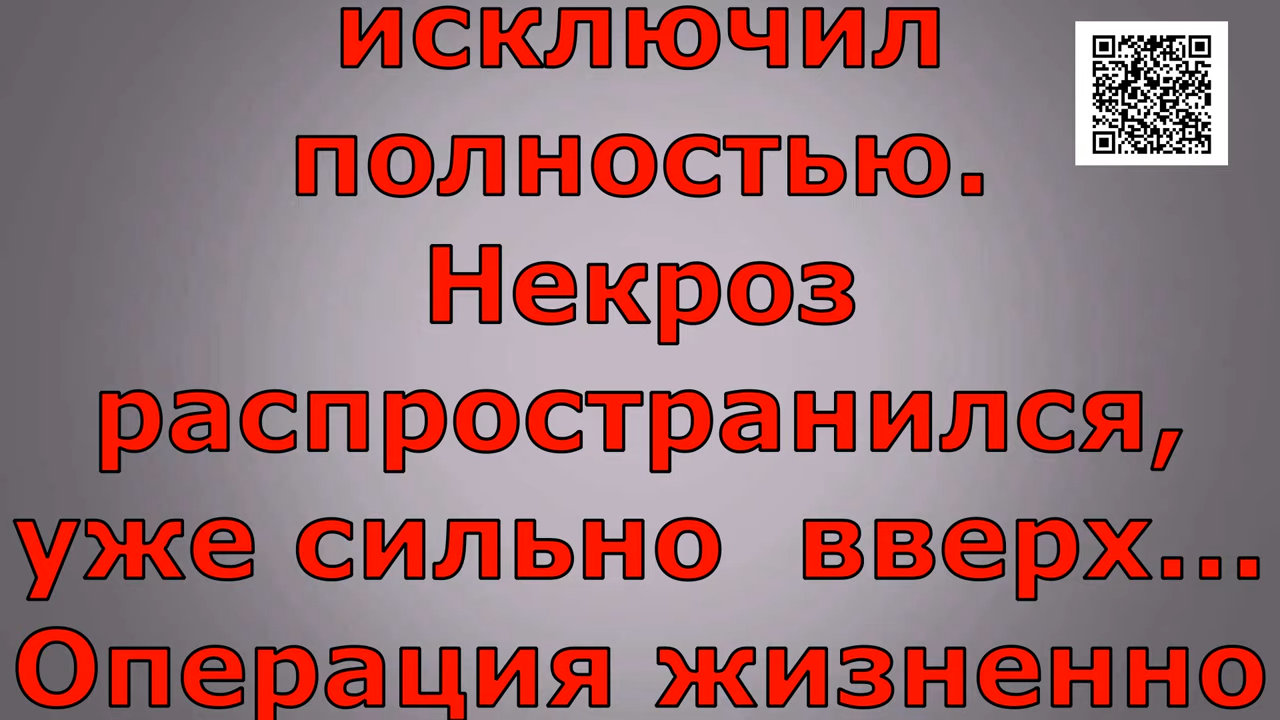 исключил
полностью.
Некроз
распространился,
уже сильно  вверх...
Операция жизненно